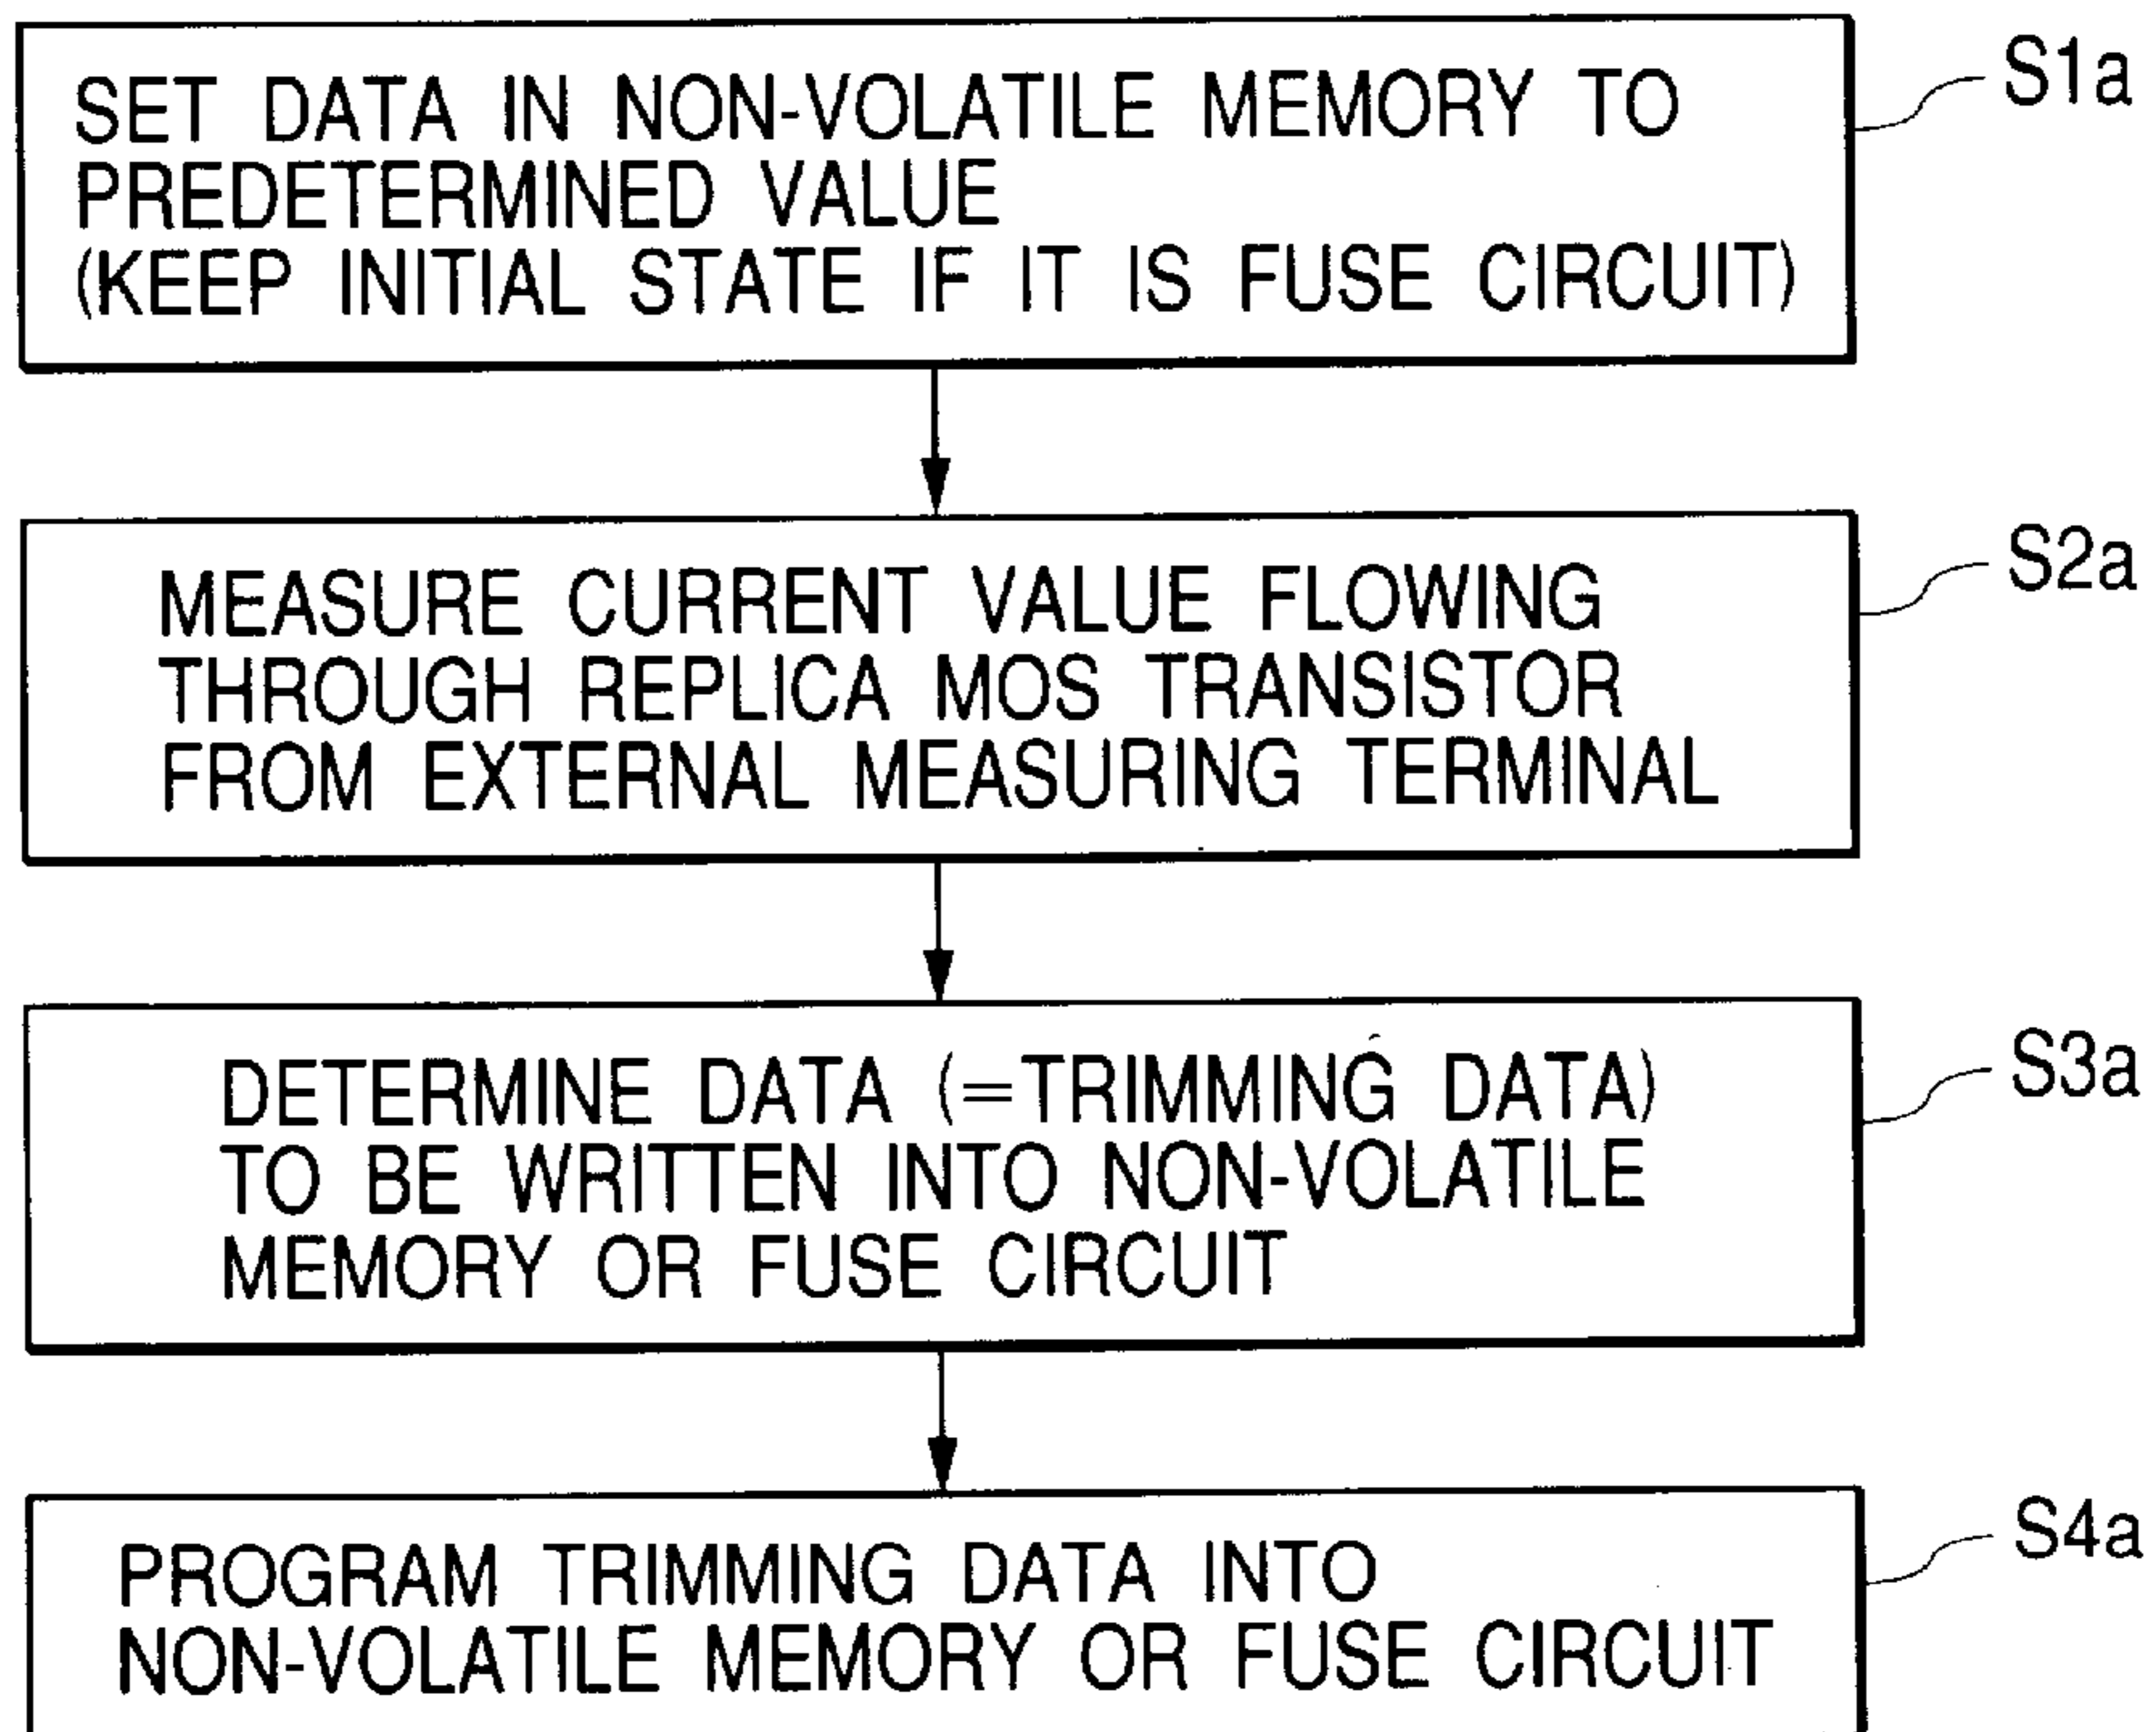 SET DATA IN NON-VOLATILE MEMORY TO
PREDETERMINED VALUE
(KEEP INITIAL STATE IF IT IS FUSE CIRCUIT)
S1a
MEASURE CURRENT VALUE FLOWING
THROUGH REPLICA MOS TRANSISTOR
FROM EXTERNAL MEASURING TERMINAL
S2a
DETERMINE DATA (=TRIMMING DATA)
TO BE WRITTEN INTO NON-VOLATILE
MEMORY OR FUSE CIRCUIT
S3a
PROGRAM TRIMMING DATA INTO
NON-VOLATILE MEMORY OR FUSE CIRCUIT
S4a